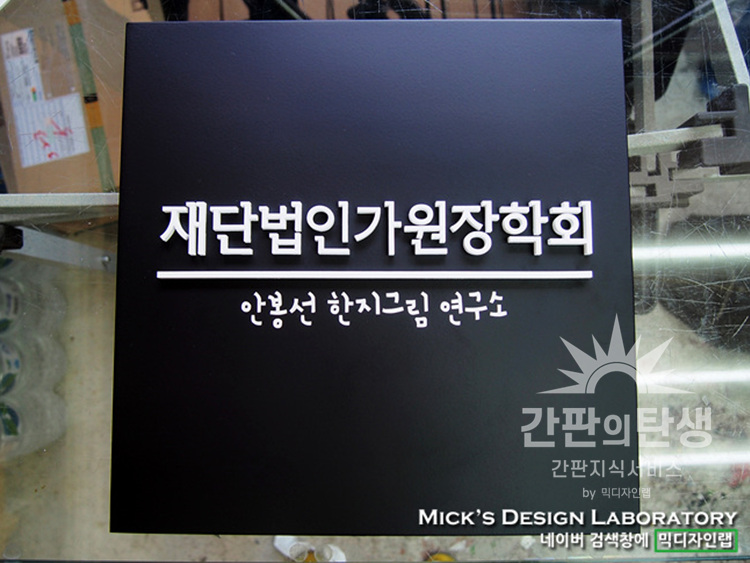 재단법인가원장학회
안봉선 한지그림 연구소
간판의탄생
간판지식서비스
by 믹디자인랩
MICK'S DESIGN LABORATORY
네이버 검색창에 믹디자인랩